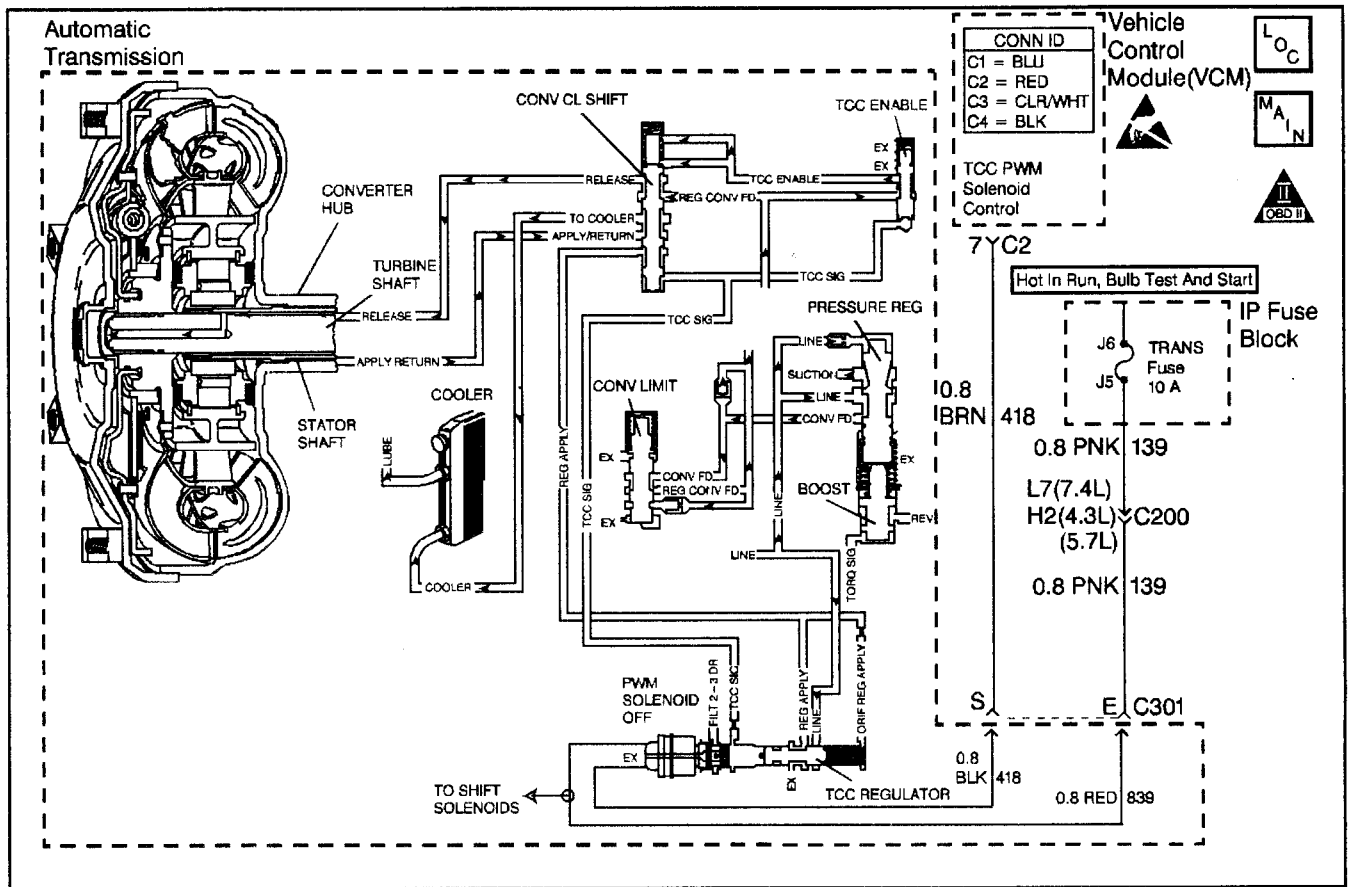 Automatic
Transmission
CONV CL SHIFT
TCC ENABLE
CONN ID
C1 = BLU
C2 = RED
C3 = CLR/WHT
C4 = BLK
TCC PWM
Solenoid
Control
Vehicle
Control
Module(VCM)
LOC
MAIN
II
OBD II
EX
EX
RELEASE
TCC ENABLE
REG CONV FD
TO COOLER
APPLY/RETURN
CONVERTER
HUB
TURBINE
SHAFT
TCC SIG
7 C2
Hot In Run, Bulb Test And Start
IP Fuse
Block
J6
J5
TRANS
Fuse
10 A
PRESSURE REG
RELEASE
TCC SIG
LINE
APPLY RETURN
SUCTION
LINE
CONV FD
STATOR
SHAFT
COOLER
CONV LIMIT
0.8
BRN 418
0.8 PNK 139
LUBE
REG APPLY
TCC SIG
EX
CONV FD
REG CONV FD
EX
LINE
EX
BOOST
REV
L7(7.4L)
H2(4.3L) C200
(5.7L)
LINE
TORQ SIG
COOLER
0.8 PNK 139
PWM
SOLENOID
OFF
FILT 2-3 DR
TCC SIG
REG APPLY
LINE
ORIF REG APPLY
S
E C301
EX
EX
TCC REGULATOR
0.8
BLK 418
TO SHIFT
SOLENOIDS
0.8 RED 839